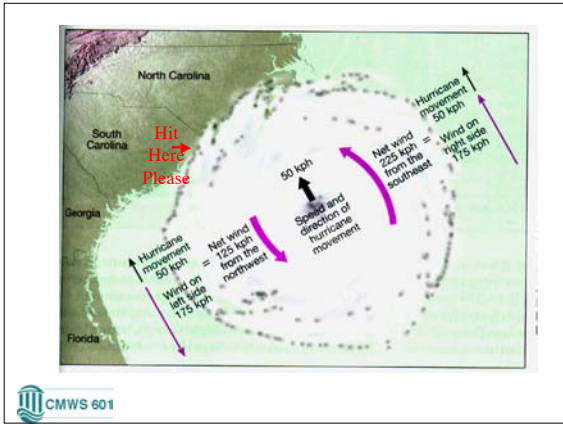 North Carolina
South
Carolina
Hit
Here
Please
Georgia
Florida
Hurricane
movement
50 kph
Net wind
225 kph
from the
southeast
=
Wind on
right side
175 kph
50 kph
Speed and
direction of
hurricane
movement
Hurricane
movement
50 kph
Wind on
left side
175 kph
=
Net wind
125 kph
from the
northwest
CMWS 601